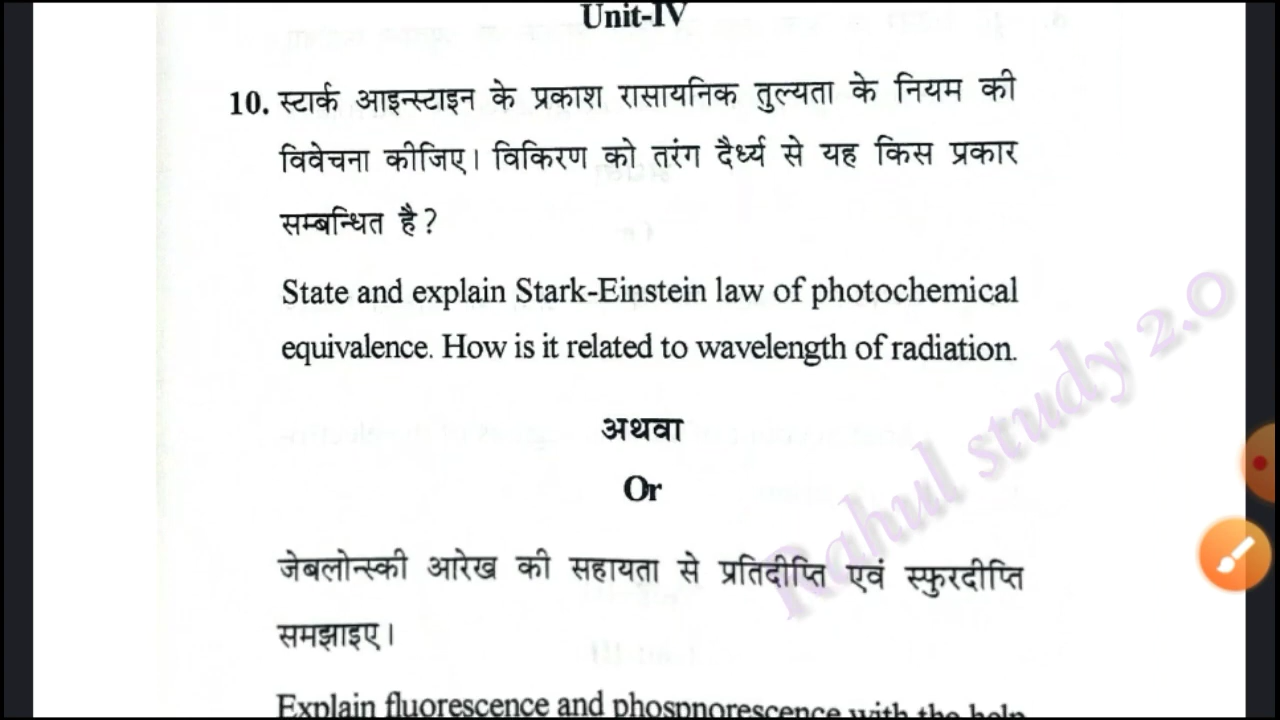 Unit-IV
10. स्टार्क आइन्स्टाइन के प्रकाश रासायनिक तुल्यता के नियम की
विवेचना कीजिए। विकिरण को तरंग दैर्ध्य से यह किस प्रकार
सम्बन्धित है?
State and explain Stark-Einstein law of photochemical
equivalence. How is it related to wavelength of radiation.
अथवा
Or
जेबलोन्स्की आरेख की सहायता से प्रतिदीप्ति एवं स्फुरदीप्ति
समझाइए।
Explain fluorescence and phospnorescence with the help
Rahul study 2.0